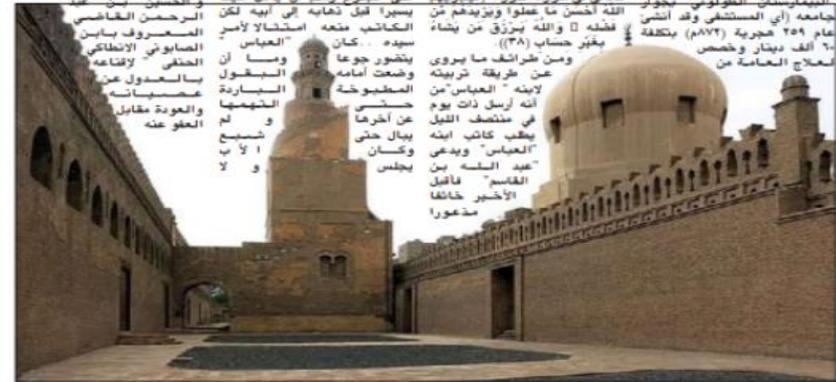 البيمارستان الطولوني بجوار
جامعه (أي المستشفى وقد أنشئ
عام ٢٥٩ هجرية (٨٧٢م) بتكلفة
ألف دينار وخصص
لعلاج العامة من
الله أحسن ما عملوا ويزيدهم من
فضله والله يرزق من يشاء
بغير حساب (٣٨)).
ومن طرائف ما يروى
عن طريقة تربيته
لابنه "العباس" من
أنه أرسل ذات يوم
في منتصف الليل
يطلب كاتب ابنه
"العباس" ويدعى
"عبد الله بن
القاسم" فأقبل
الأخير خائفا
مذعورا
يسيرا قبل ذهابه إلى أبيه لكن
الكاتب منعه امتثالا لأمر
سيده ..كان "العباس"
يتضور جوعا وما أن
وضعت أمامه البقول
المطبوخة الباردة
حتى التهمها
عن آخرها و لم
يبال حتى شبع
وكان الأب
يجلس و لا
والحسين بن عبد
الرحمن القاضي
المعروف بابن
الصابوني الانطاكي
الحنفي" لإقناعه
بالعدول عن
عصيانه
والعودة مقابل
العفو عنه